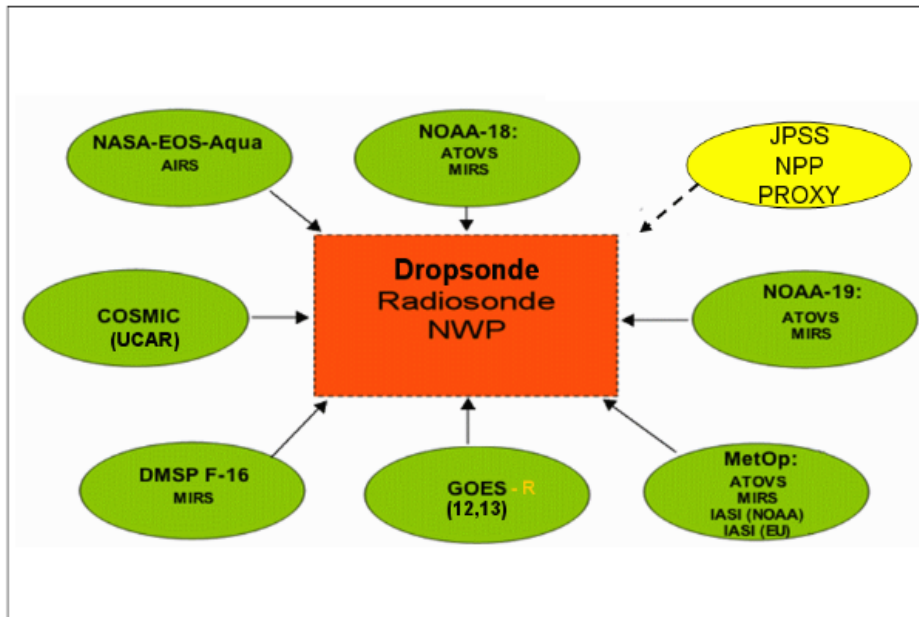 NASA-EOS-Aqua
AIRS
NOAA-18:
ATOVS
MIRS
JPSS
NPP
PROXY
COSMIC
(UCAR)
Dropsonde
Radiosonde
NWP
NOAA-19:
ATOVS
MIRS
DMSP F-16
MIRS
GOES - R
(12,13)
MetOp:
ATOVS
MIRS
IASI (NOAA)
IASI (EU)